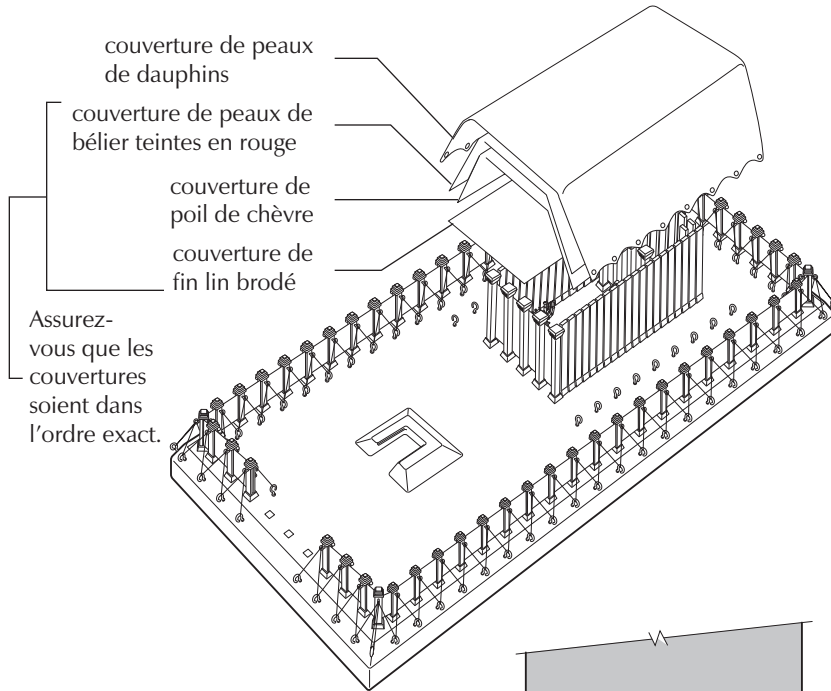 couverture de peaux
de dauphins
couverture de peaux de
bélier teintes en rouge
couverture de
poil de chèvre
couverture de
fin lin brodé
Assurez-
vous que les
couvertures
soient dans
l’ordre exact.